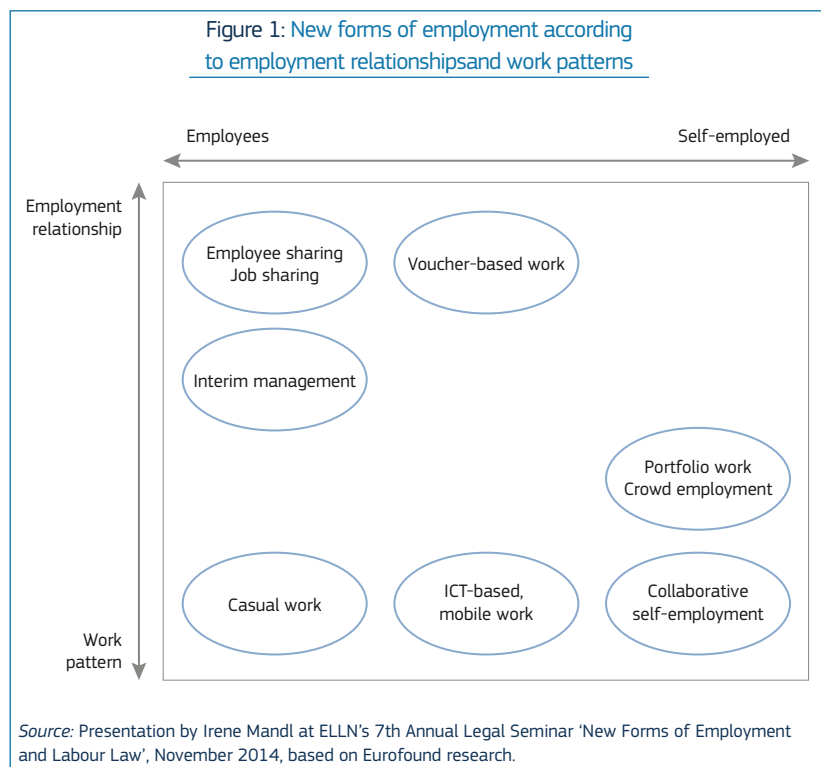 Figure 1: New forms of employment according
to employment relationshipsand work patterns
Employees
Self-employed
Employment
relationship
Employee sharing
Job sharing
Voucher-based work
Interim management
Portfolio work
Crowd employment
Casual work
ICT-based,
mobile work
Collaborative
self-employment
Work
pattern
Source: Presentation by Irene Mandl at ELLN’s 7th Annual Legal Seminar ‘New Forms of Employment
and Labour Law’, November 2014, based on Eurofound research.